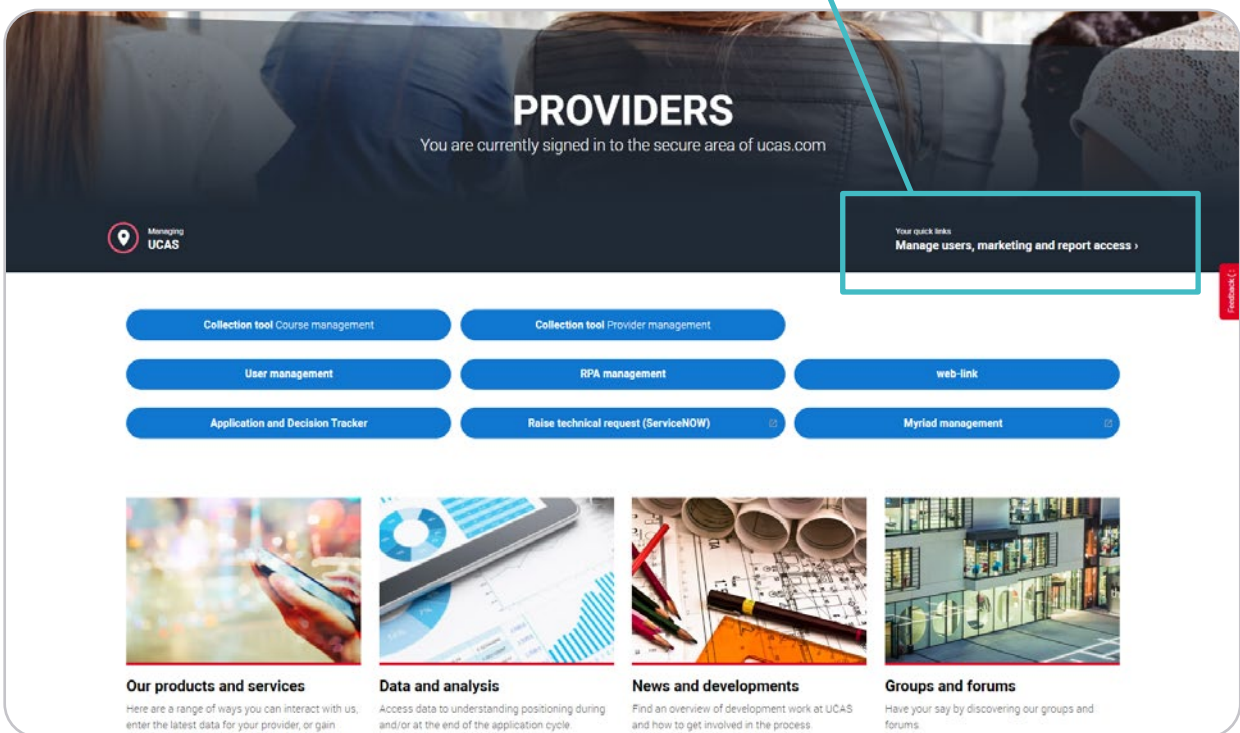 PROVIDERS
You are currently signed in to the secure area of ucas.com
Managing
UCAS
Your quick links
Manage users, marketing and report access ›
Feedback
Collection tool Course management
Collection tool Provider management
User management
RPA management
web-link
Application and Decision Tracker
Raise technical request (ServiceNOW)
Myriad management
Our products and services
Here are a range of ways you can interact with us,
enter the latest data for your provider, or gain
Data and analysis
Access data to understanding positioning during
and/or at the end of the application cycle.
News and developments
Find an overview of development work at UCAS
and how to get involved in the process.
Groups and forums
Have your say by discovering our groups and
forums.